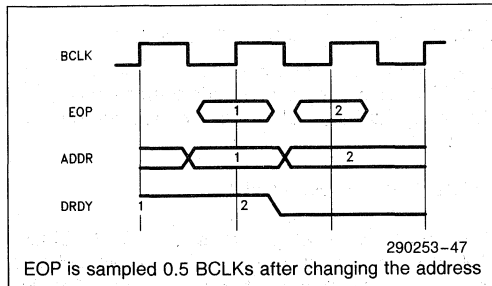 BCLK
EOP 1 2
ADDR 1 2
DRDY 1 2
290253-47
EOP is sampled 0.5 BCLKs after changing the address